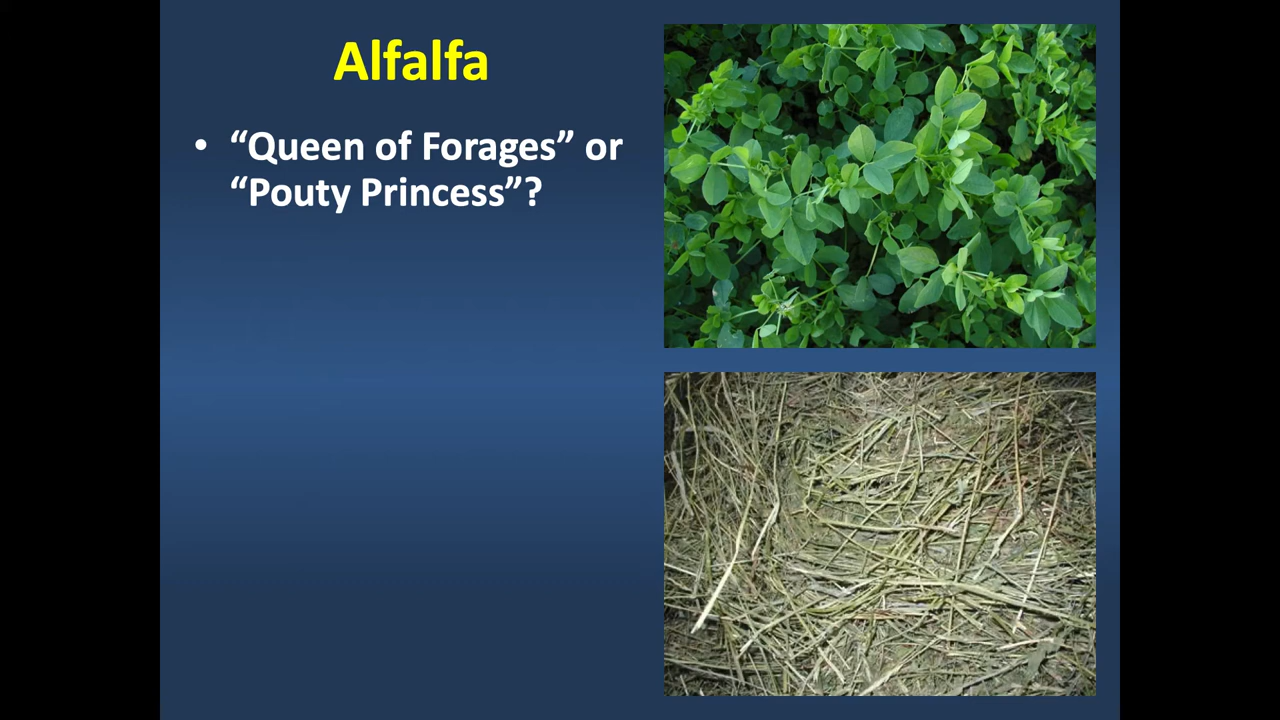 Alfalfa
• “Queen of Forages” or
“Pouty Princess”?